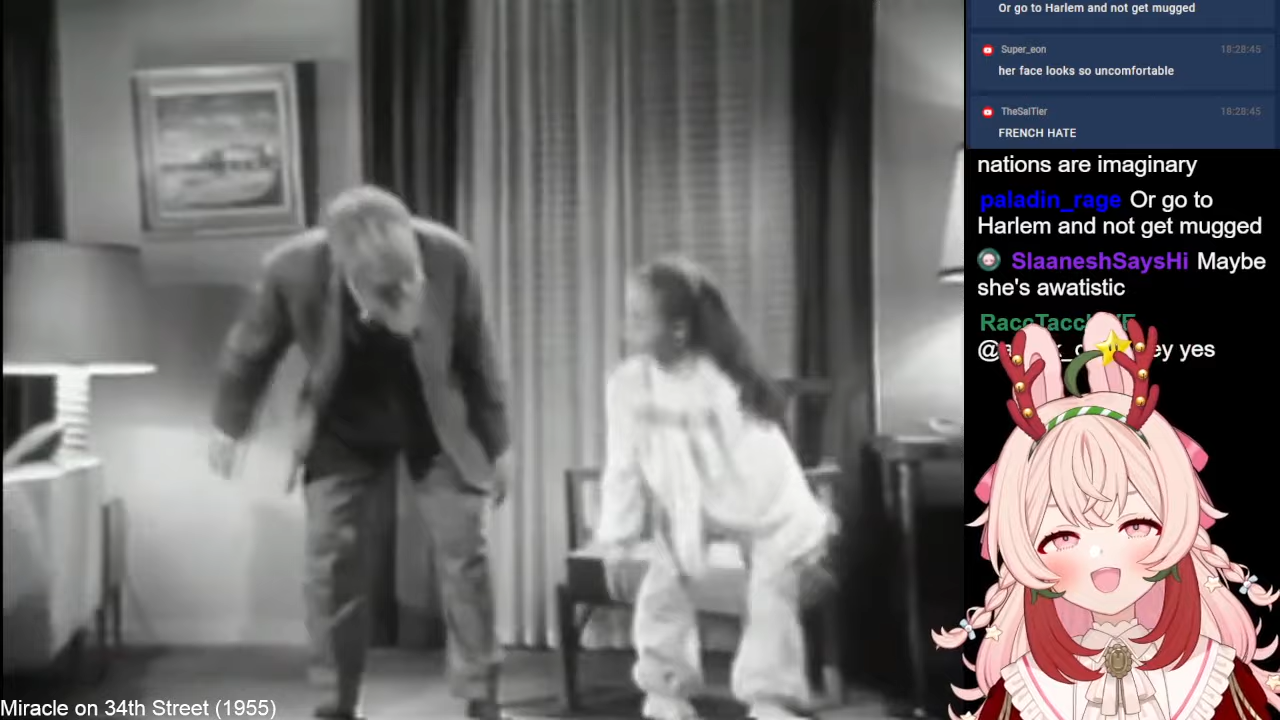 Or go to Harlem and not get mugged
Super_eon 18:28:45
her face looks so uncomfortable
TheSalTier 18:28:45
FRENCH HATE
nations are imaginary
paladin_rage Or go to
Harlem and not get mugged
SlaaneshSaysHi Maybe
she's awatistic
ey yes
Miracle on 34th Street (1955)